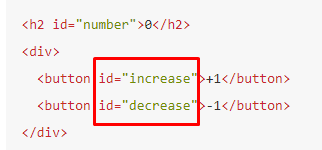 <h2 id="number">0</h2>
<div>
<button id="increase">+1</button>
<button id="decrease">-1</button>
</div>